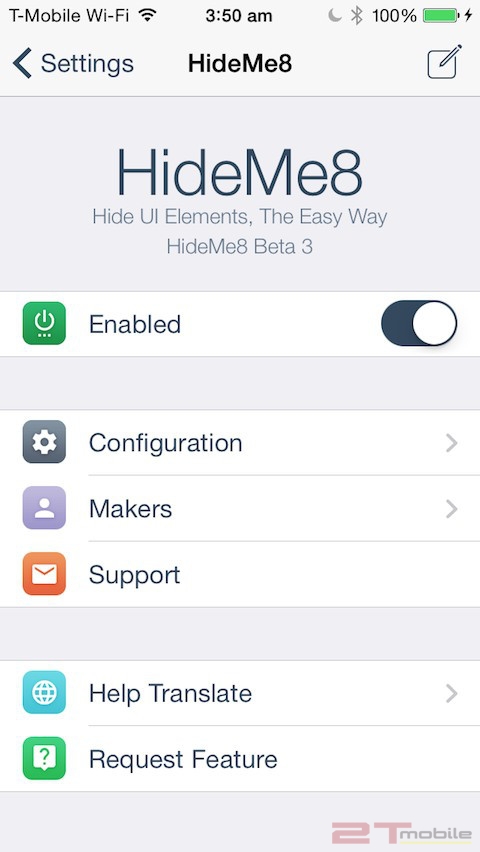 T-Mobile Wi-Fi 3:50 am 100%
Settings HideMe8
HideMe8
Hide UI Elements, The Easy Way
HideMe8 Beta 3
Enabled
Configuration
Makers
Support
Help Translate
Request Feature
2Tmobile